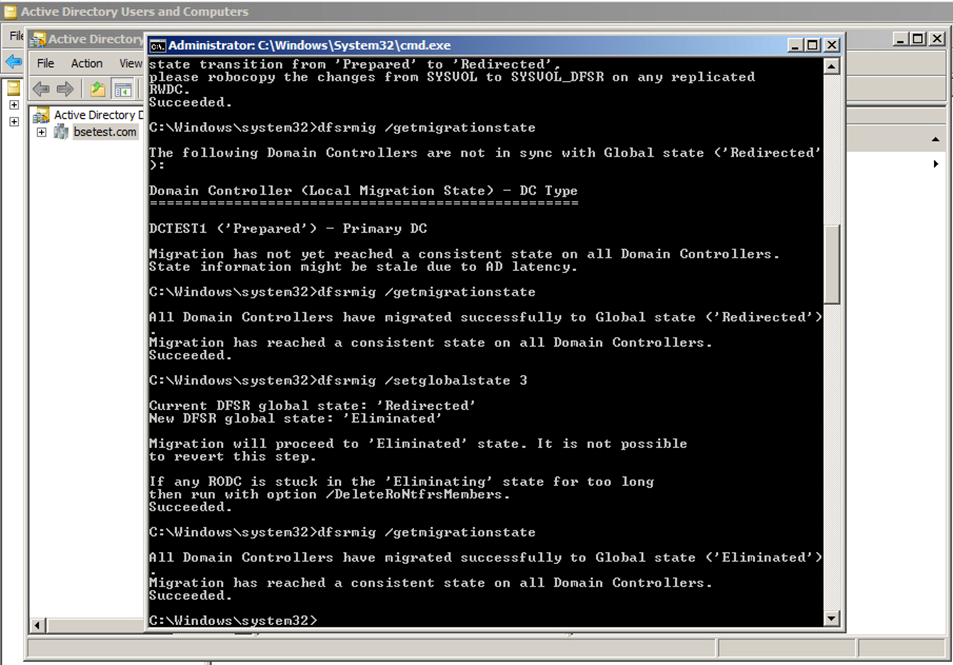 Active Directory Users and Computers
File
Active Directory
File Action View
Active Directory D
bsetest.com
Administrator: C:\Windows\System32\cmd.exe
state transition from 'Prepared' to 'Redirected',
please robocopy the changes from SYSVOL to SYSVOL_DFSR on any replicated
RWDC.
Succeeded.
C:\Windows\system32>dfsrmig /getmigrationstate
The following Domain Controllers are not in sync with Global state ('Redirected'
):
Domain Controller (Local Migration State) - DC Type
===================================================
DCTEST1 ('Prepared') - Primary DC
Migration has not yet reached a consistent state on all Domain Controllers.
State information might be stale due to AD latency.
C:\Windows\system32>dfsrmig /getmigrationstate
All Domain Controllers have migrated successfully to Global state ('Redirected')
.
Migration has reached a consistent state on all Domain Controllers.
Succeeded.
C:\Windows\system32>dfsrmig /setglobalstate 3
Current DFSR global state: 'Redirected'
New DFSR global state: 'Eliminated'
Migration will proceed to 'Eliminated' state. It is not possible
to revert this step.
If any RODC is stuck in the 'Eliminating' state for too long
then run with option /DeleteRoNtfrsMembers.
Succeeded.
C:\Windows\system32>dfsrmig /getmigrationstate
All Domain Controllers have migrated successfully to Global state ('Eliminated')
.
Migration has reached a consistent state on all Domain Controllers.
Succeeded.
C:\Windows\system32>